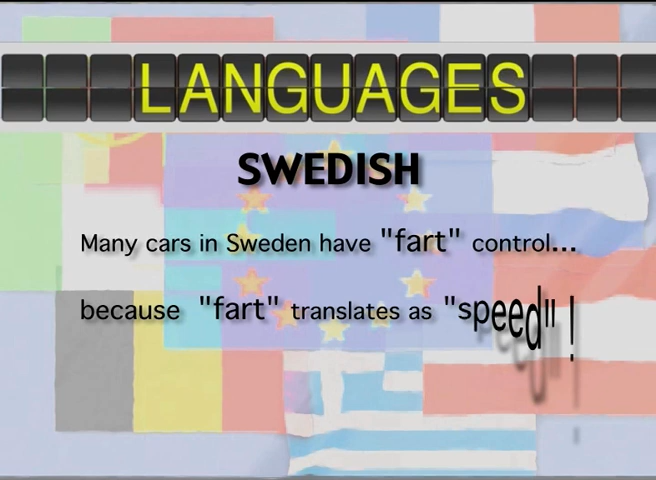 LANGUAGES
SWEDISH
Many cars in Sweden have "fart" control...
because "fart" translates as "speed" !